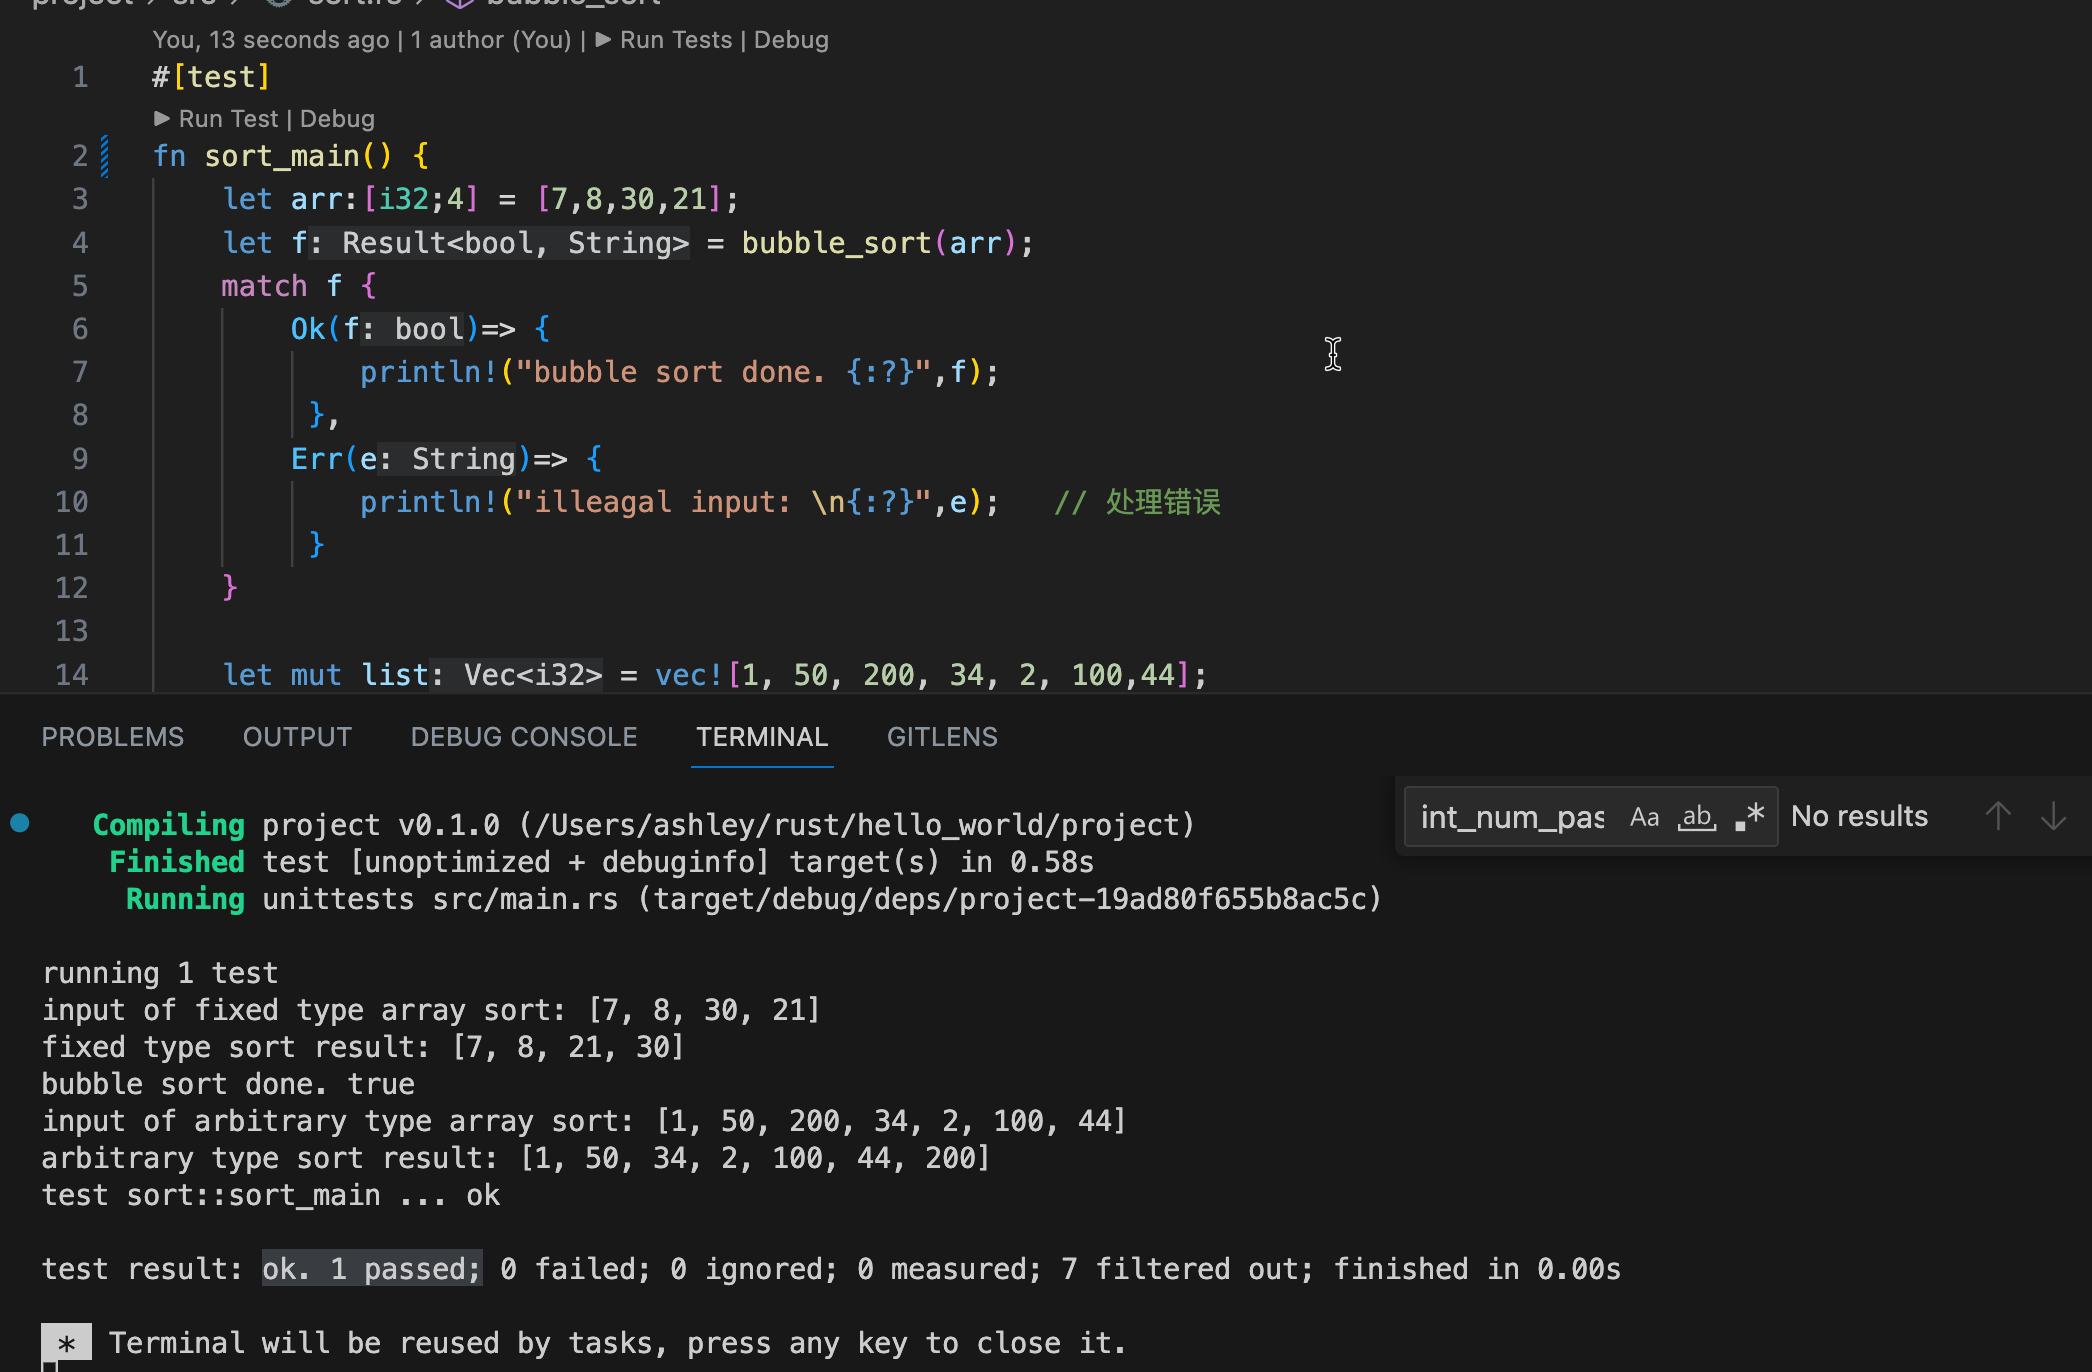 project > src > sort.rs > bubble_sort
You, 13 seconds ago | 1 author (You) | ▶ Run Tests | Debug
1 #[test]
▶ Run Test | Debug
2 fn sort_main() {
3 let arr:[i32;4] = [7,8,30,21];
4 let f: Result<bool, String> = bubble_sort(arr);
5 match f {
6 Ok(f: bool)=> {
7 println!("bubble sort done. {:?}",f);
8 },
9 Err(e: String)=> {
10 println!("illeagal input: \n{:?}",e);   // 处理错误
11 }
12 }
13
14 let mut list: Vec<i32> = vec![1, 50, 200, 34, 2, 100,44];
PROBLEMS OUTPUT DEBUG CONSOLE TERMINAL GITLENS
int_num_pas Aa ab .* No results
Compiling project v0.1.0 (/Users/ashley/rust/hello_world/project)
Finished test [unoptimized + debuginfo] target(s) in 0.58s
Running unittests src/main.rs (target/debug/deps/project-19ad80f655b8ac5c)
running 1 test
input of fixed type array sort: [7, 8, 30, 21]
fixed type sort result: [7, 8, 21, 30]
bubble sort done. true
input of arbitrary type array sort: [1, 50, 200, 34, 2, 100, 44]
arbitrary type sort result: [1, 50, 34, 2, 100, 44, 200]
test sort::sort_main ... ok
test result: ok. 1 passed; 0 failed; 0 ignored; 0 measured; 7 filtered out; finished in 0.00s
* Terminal will be reused by tasks, press any key to close it.